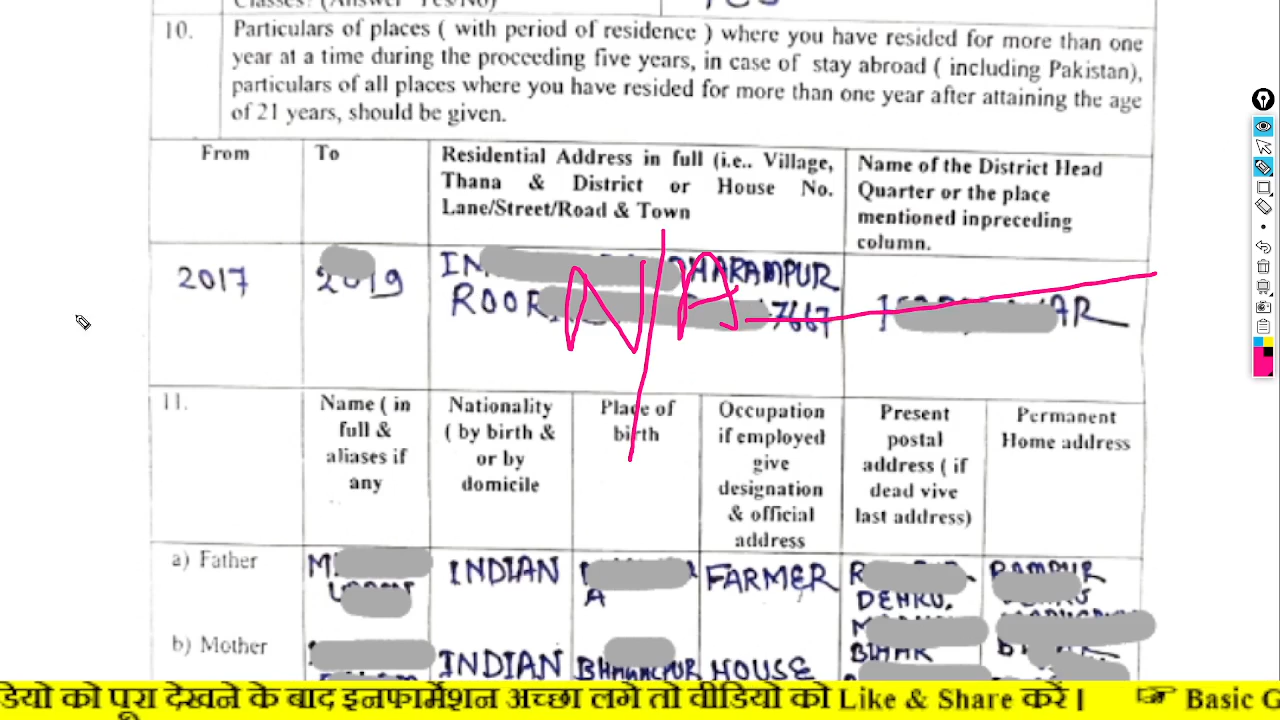 10. Particulars of places ( with period of residence ) where you have resided for more than one
year at a time during the proceeding five years, in case of stay abroad ( including Pakistan),
particulars of all places where you have resided for more than one year after attaining the age
of 21 years, should be given.
From
To
Residential Address in full (i.e.. Village,
Thana & District or House No.
Lane/Street/Road & Town
Name of the District Head
Quarter or the place
mentioned inpreceding
column.
2017
2019
DHARAMPUR
7667
N/A
11.
Name ( in
full &
aliases if
any
Nationality
( by birth &
or by
domicile
Place of
birth
Occupation
if employed
give
designation
& official
address
Present
postal
address ( if
dead vive
last address)
Permanent
Home address
a) Father
INDIAN
A
FARMER
DEHRU.
BIHAR
RAMPUR
b) Mother
INDIAN
HOUSE
डियो को पूरा देखने के बाद इनफार्मेशन अच्छा लगे तो वीडियो को Like & Share करें । ☞ Basic G